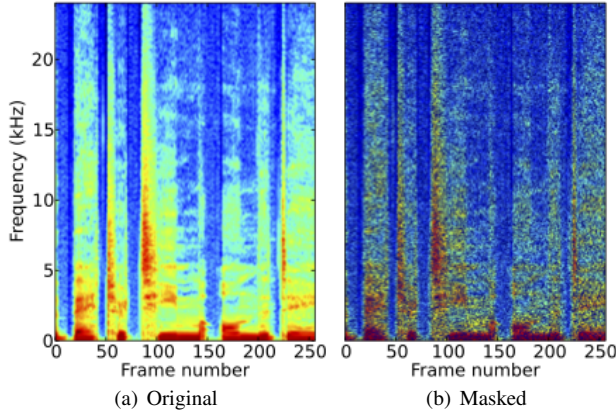 Frequency (kHz)
20
15
10
5
0
0 50 100 150 200 250
Frame number
(a) Original
0 50 100 150 200 250
Frame number
(b) Masked